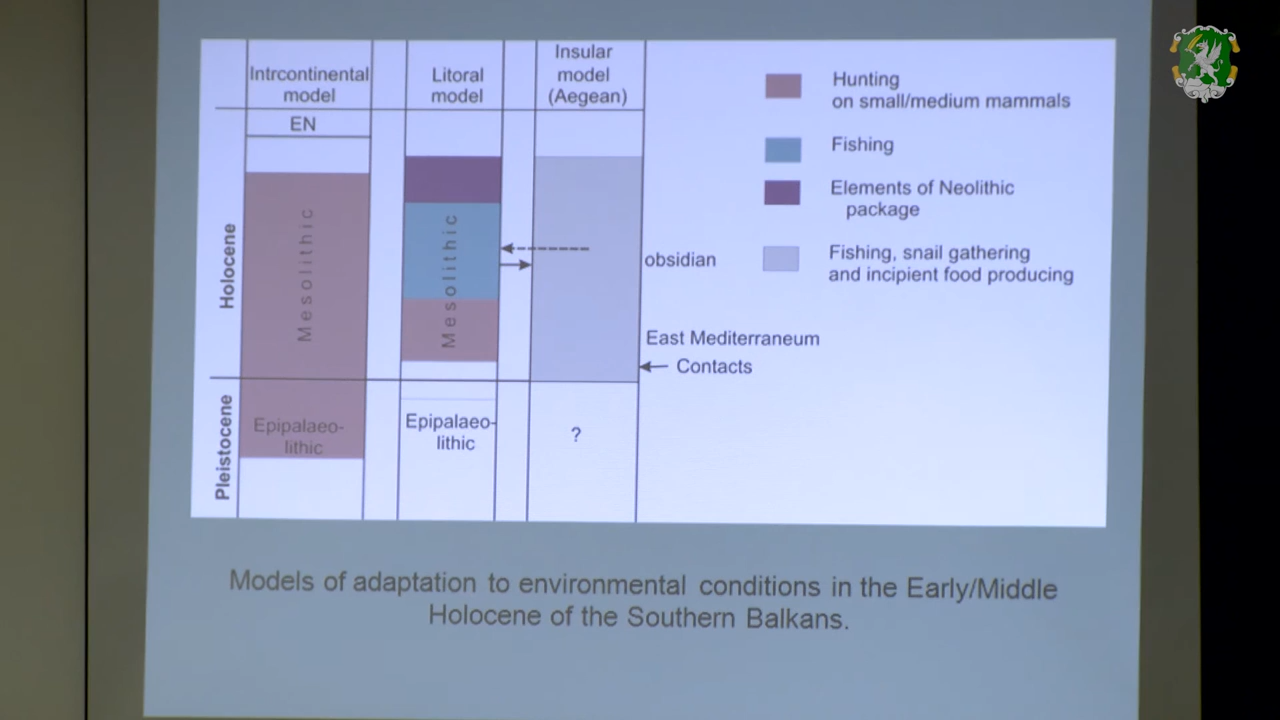 Intrcontinental
model
Litoral
model
Insular
model
(Aegean)
EN
Holocene
Mesolithic
Mesolithic
obsidian
East Mediterraneum
Contacts
Pleistocene
Epipalaeo-
lithic
Epipalaeo-
lithic
?
Hunting
on small/medium mammals
Fishing
Elements of Neolithic
package
Fishing, snail gathering
and incipient food producing
Models of adaptation to environmental conditions in the Early/Middle
Holocene of the Southern Balkans.